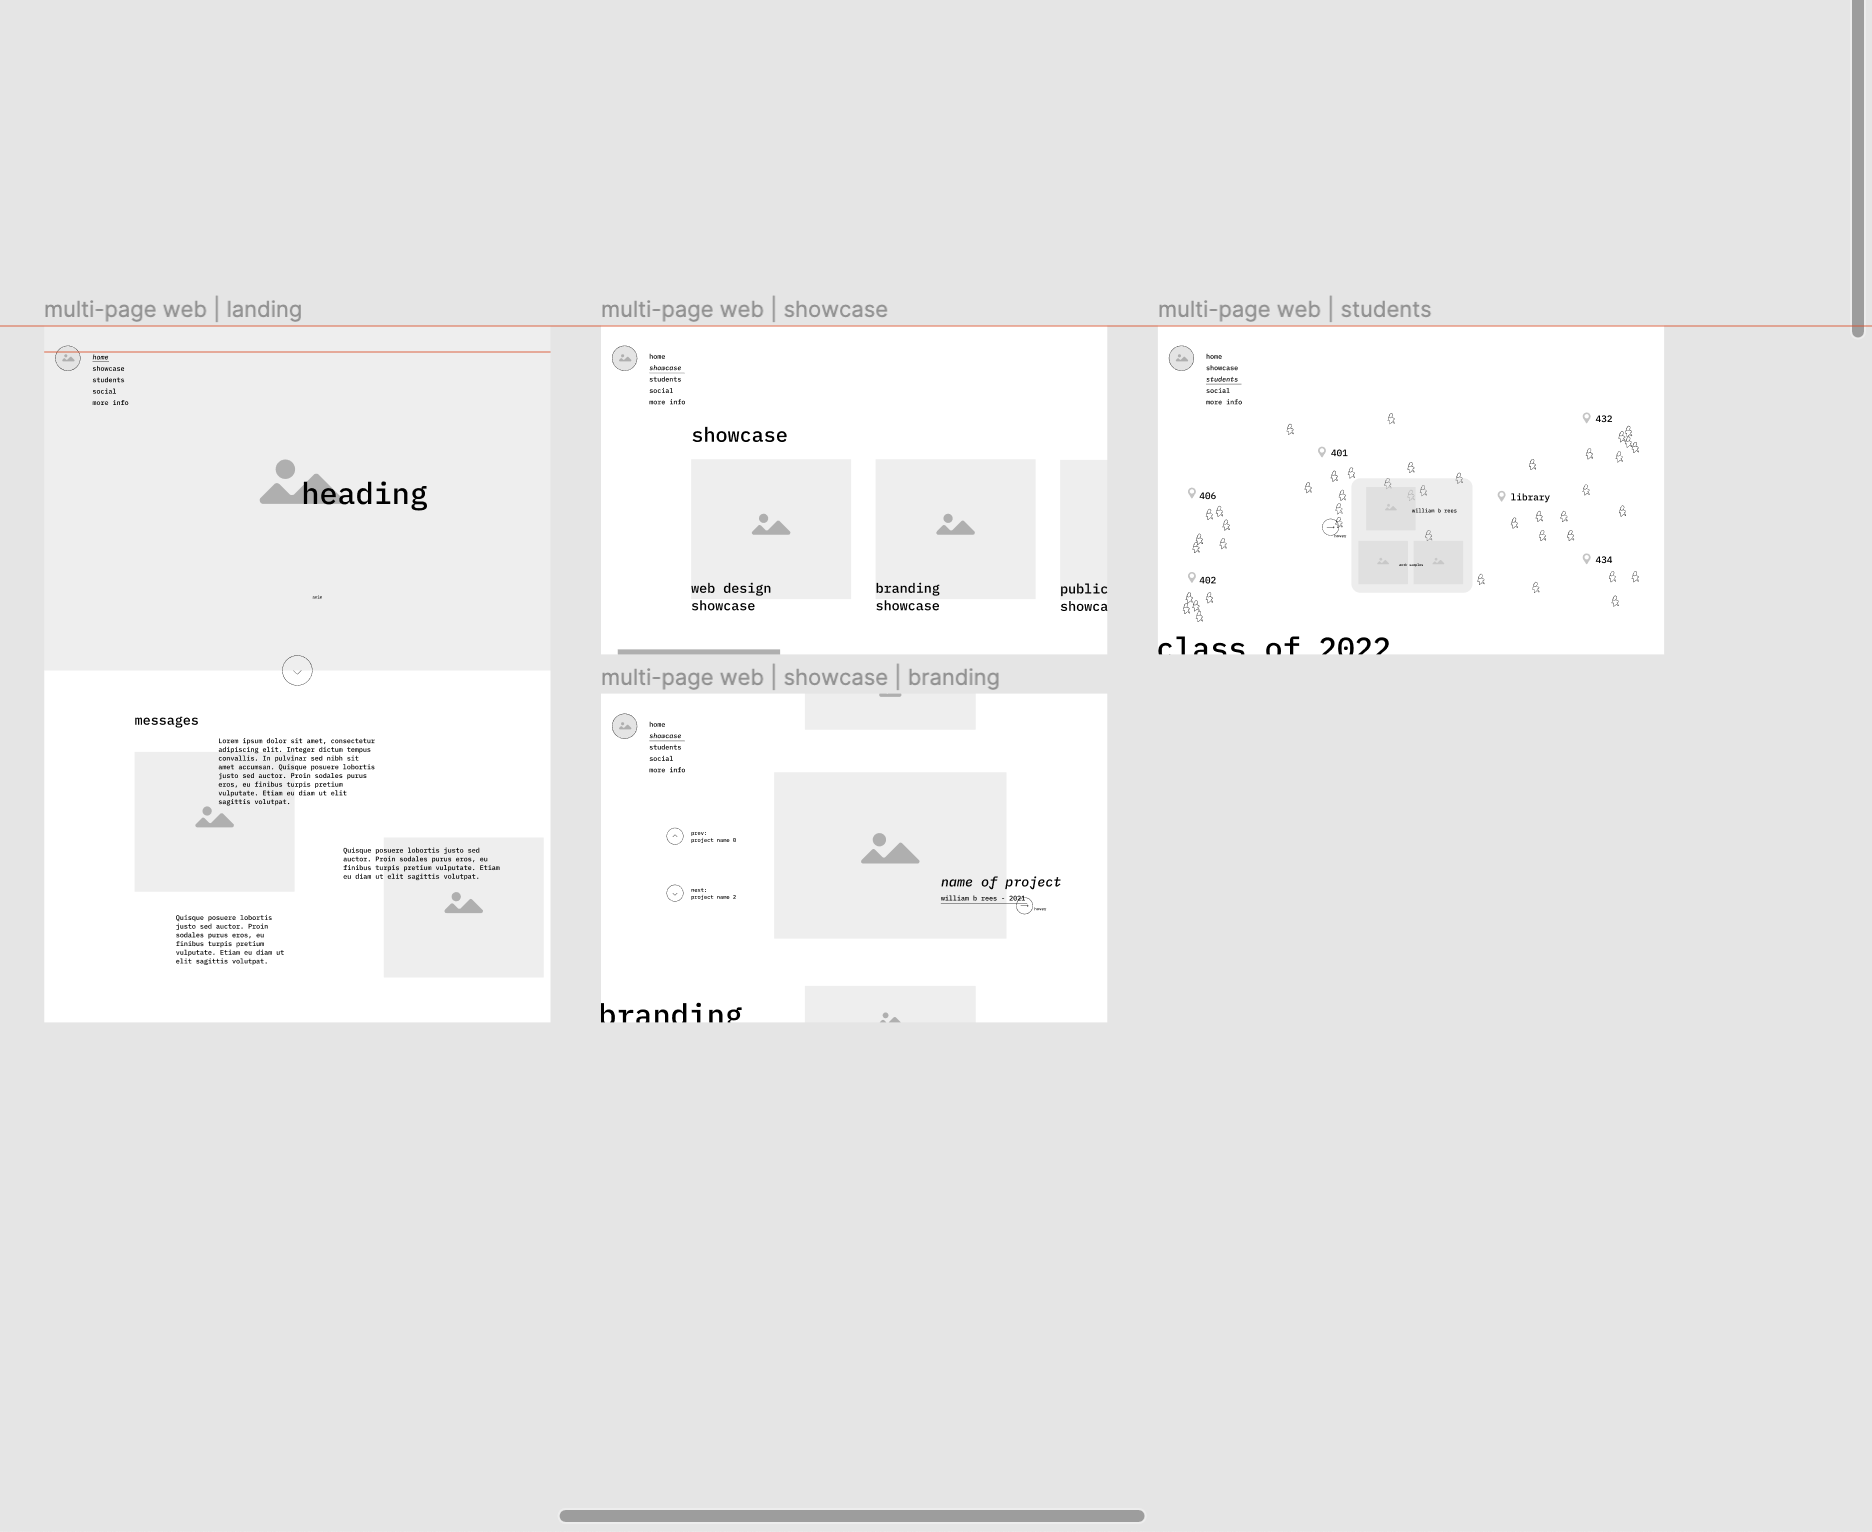 multi-page web | landing
home
showcase
students
social
more info
heading
messages
Lorem ipsum dolor sit amet, consectetur
adipiscing elit. Integer dictum tempus
convallis. In pulvinar sed nibh sit
amet accumsan. Quisque posuere lobortis
justo sed auctor. Proin sodales purus
eros, eu finibus turpis pretium
vulputate. Etiam eu diam ut elit
sagittis volutpat.
Quisque posuere lobortis justo sed
auctor. Proin sodales purus eros, eu
finibus turpis pretium vulputate. Etiam
eu diam ut elit sagittis volutpat.
Quisque posuere lobortis
justo sed auctor. Proin
sodales purus eros, eu
finibus turpis pretium
vulputate. Etiam eu diam ut
elit sagittis volutpat.
multi-page web | showcase
home
showcase
students
social
more info
showcase
web design
showcase
branding
showcase
public
showca
multi-page web | showcase | branding
home
showcase
students
social
more info
prev:
project name 0
next:
project name 2
name of project
william b rees - 2021
branding
multi-page web | students
home
showcase
students
social
more info
432
401
406
library
william b rees
434
402
class of 2022